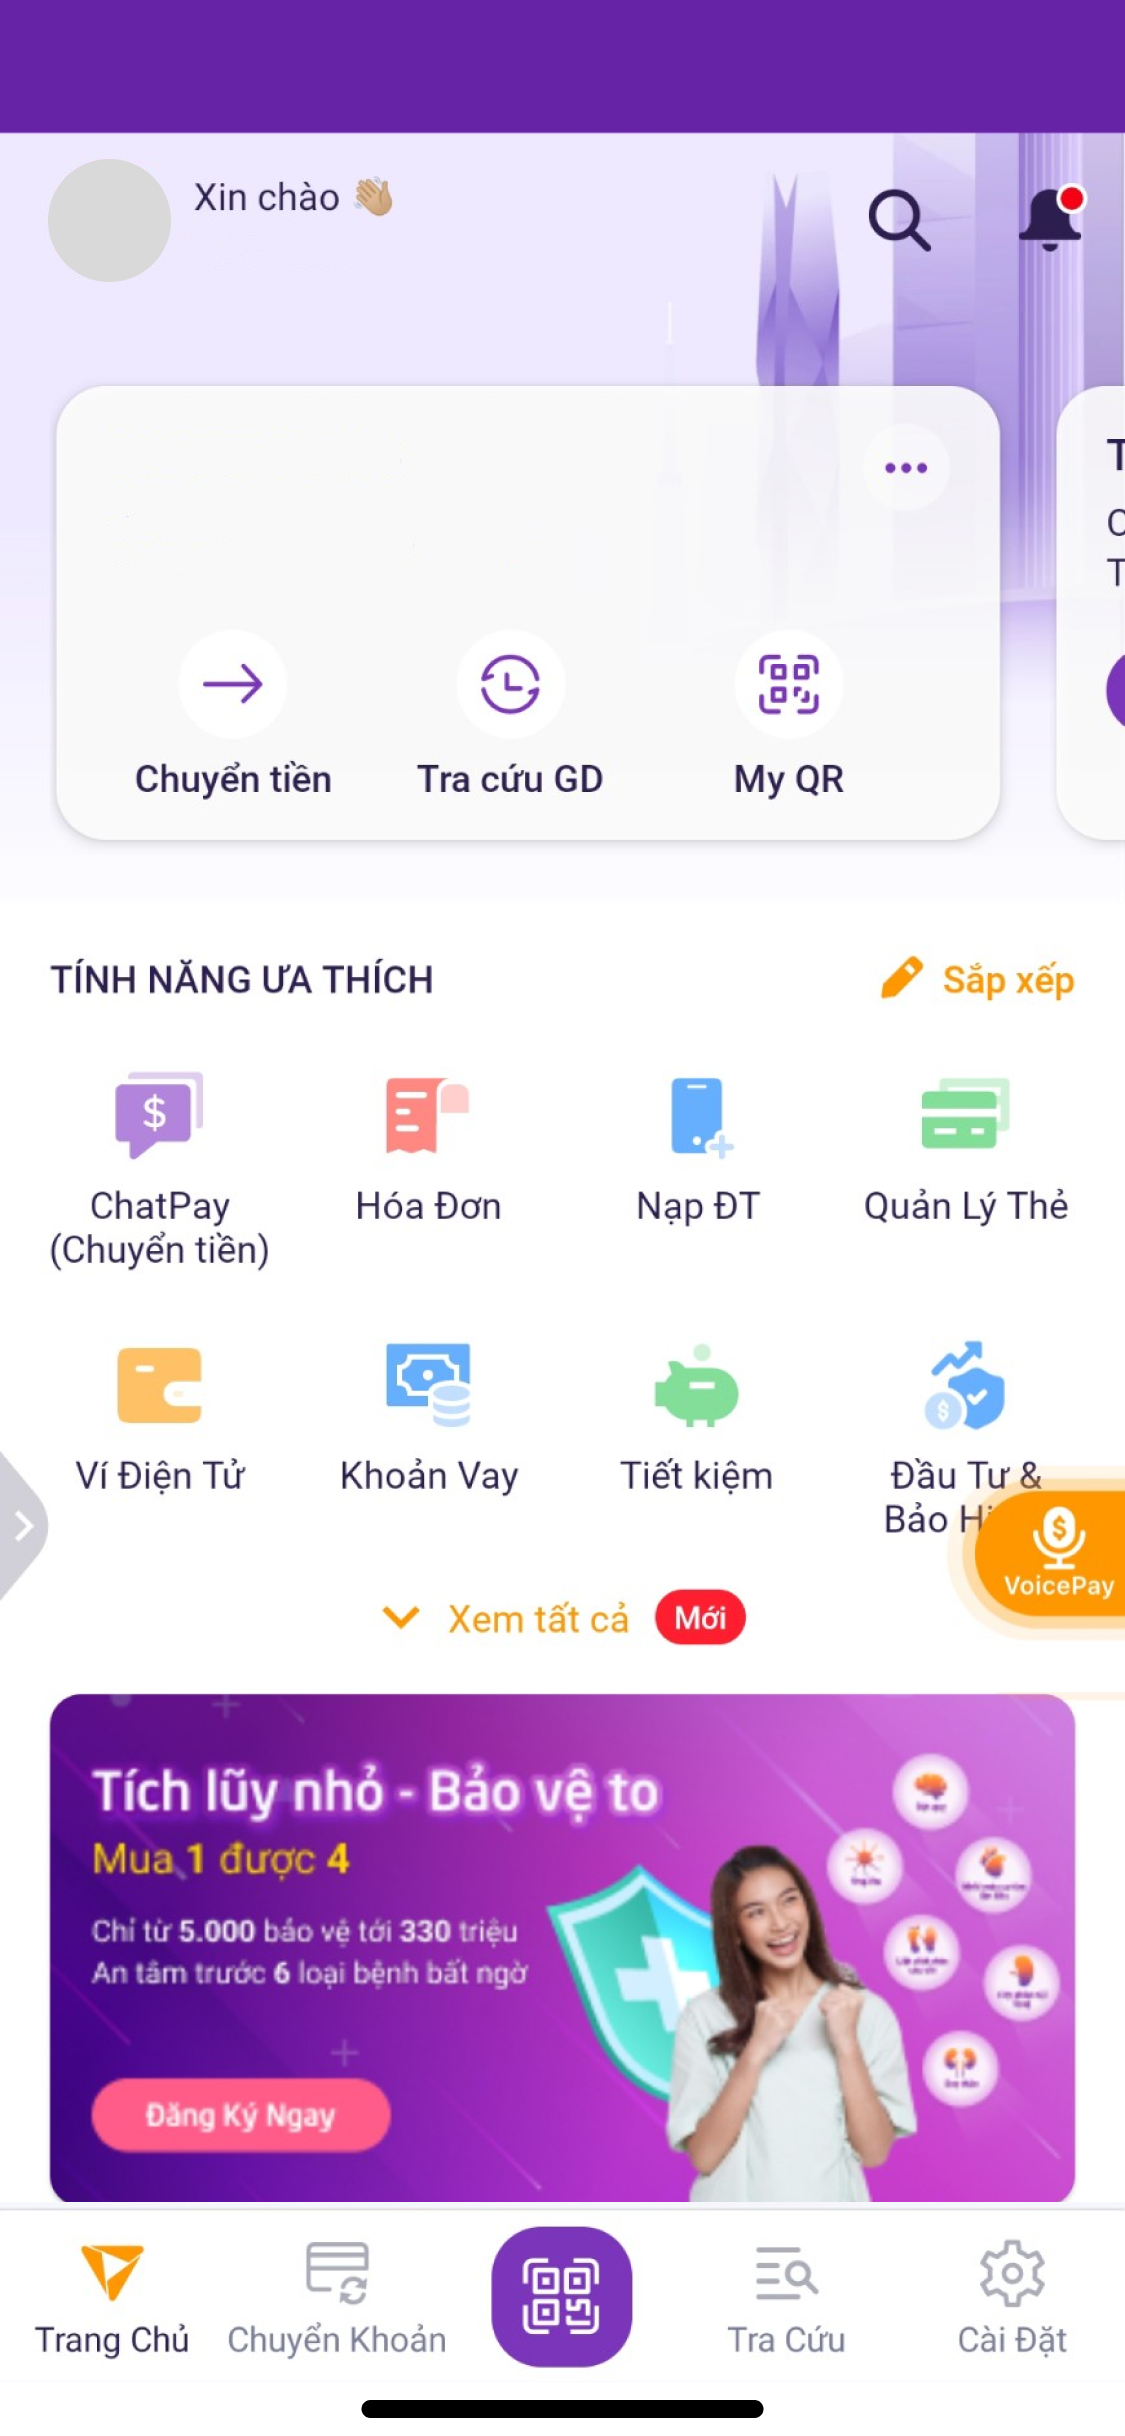 Xin chào 👋🏼
T
C
T
Chuyển tiền
Tra cứu GD
My QR
TÍNH NĂNG ƯA THÍCH
Sắp xếp
ChatPay
(Chuyển tiền)
Hóa Đơn
Nạp ĐT
Quản Lý Thẻ
Ví Điện Tử
Khoản Vay
Tiết kiệm
Đầu Tư &
Bảo
VoicePay
Xem tất cả
Mới
Tích lũy nhỏ - Bảo vệ to
Mua 1 được 4
Chỉ từ 5.000 bảo vệ tới 330 triệu
An tâm trước 6 loại bệnh bất ngờ
Đăng Ký Ngay
Trang Chủ
Chuyển Khoản
Tra Cứu
Cài Đặt